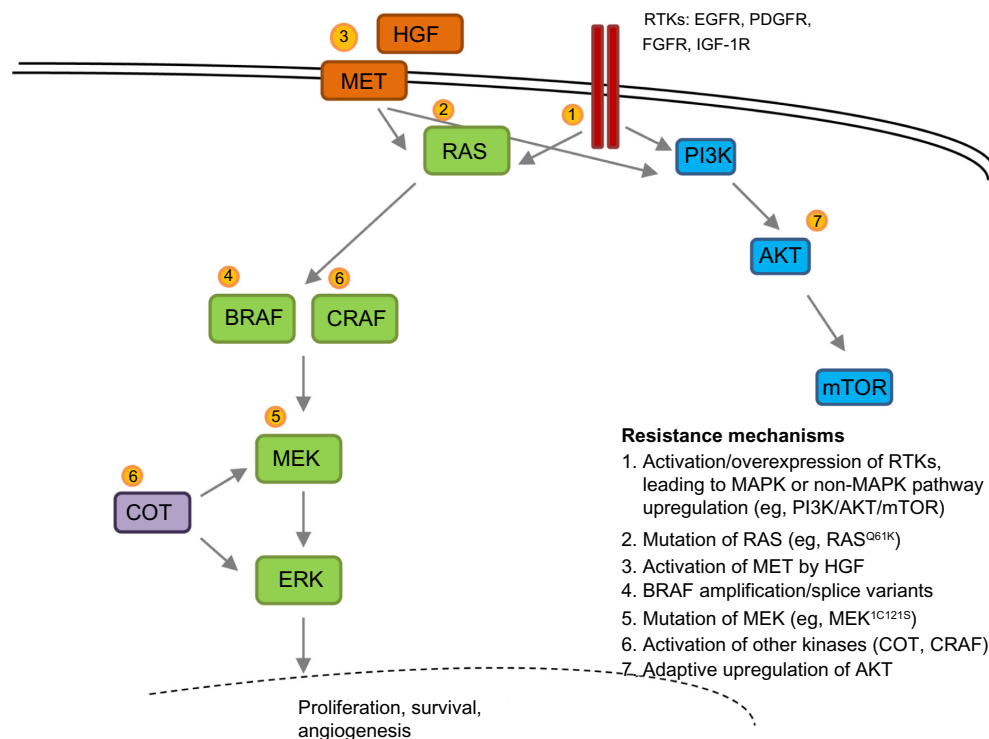 RTKs: EGFR, PDGFR,
FGFR, IGF-1R
3
HGF
MET
2
1
RAS
PI3K
7
AKT
4
6
BRAF
CRAF
mTOR
5
MEK
6
COT
ERK
Resistance mechanisms
1. Activation/overexpression of RTKs,
leading to MAPK or non-MAPK pathway
upregulation (eg, PI3K/AKT/mTOR)
2. Mutation of RAS (eg, RASQ61K)
3. Activation of MET by HGF
4. BRAF amplification/splice variants
5. Mutation of MEK (eg, MEK1C121S)
6. Activation of other kinases (COT, CRAF)
7. Adaptive upregulation of AKT
Proliferation, survival,
angiogenesis